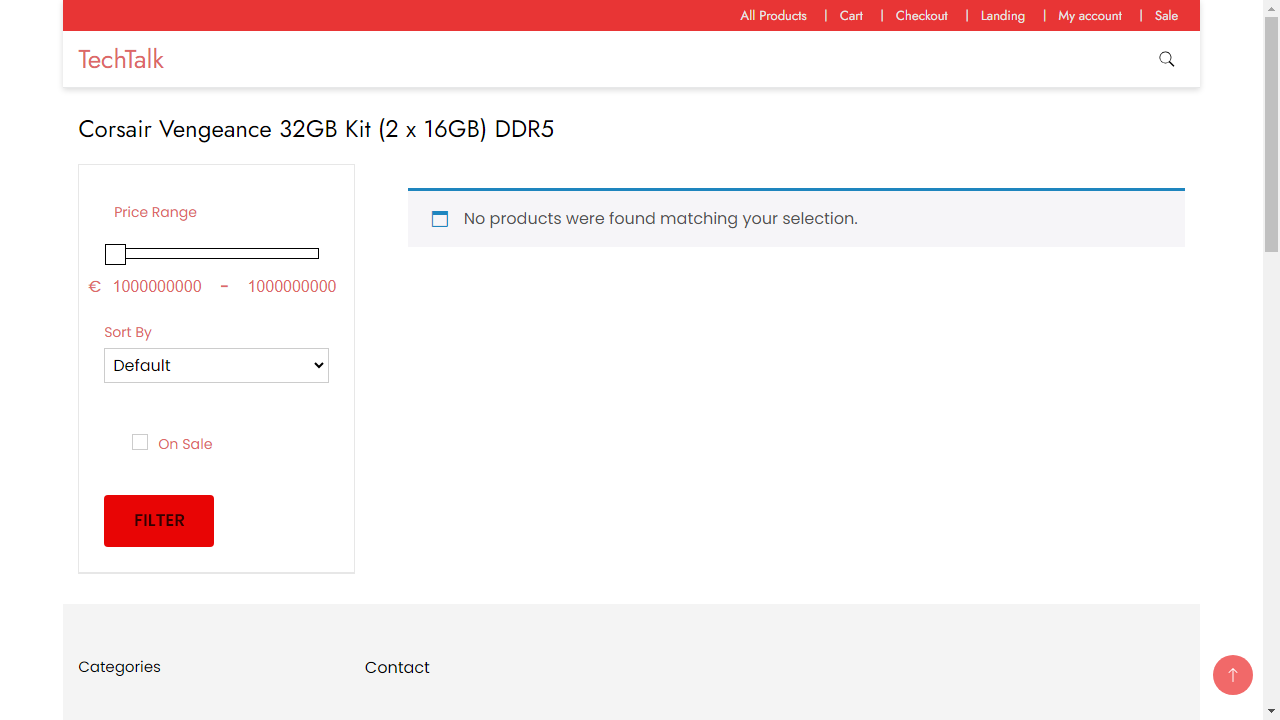 All Products | Cart | Checkout | Landing | My account | Sale
TechTalk
Corsair Vengeance 32GB Kit (2 x 16GB) DDR5
Price Range
€ 1000000000 - 1000000000
Sort By
Default
On Sale
FILTER
No products were found matching your selection.
Categories
Contact